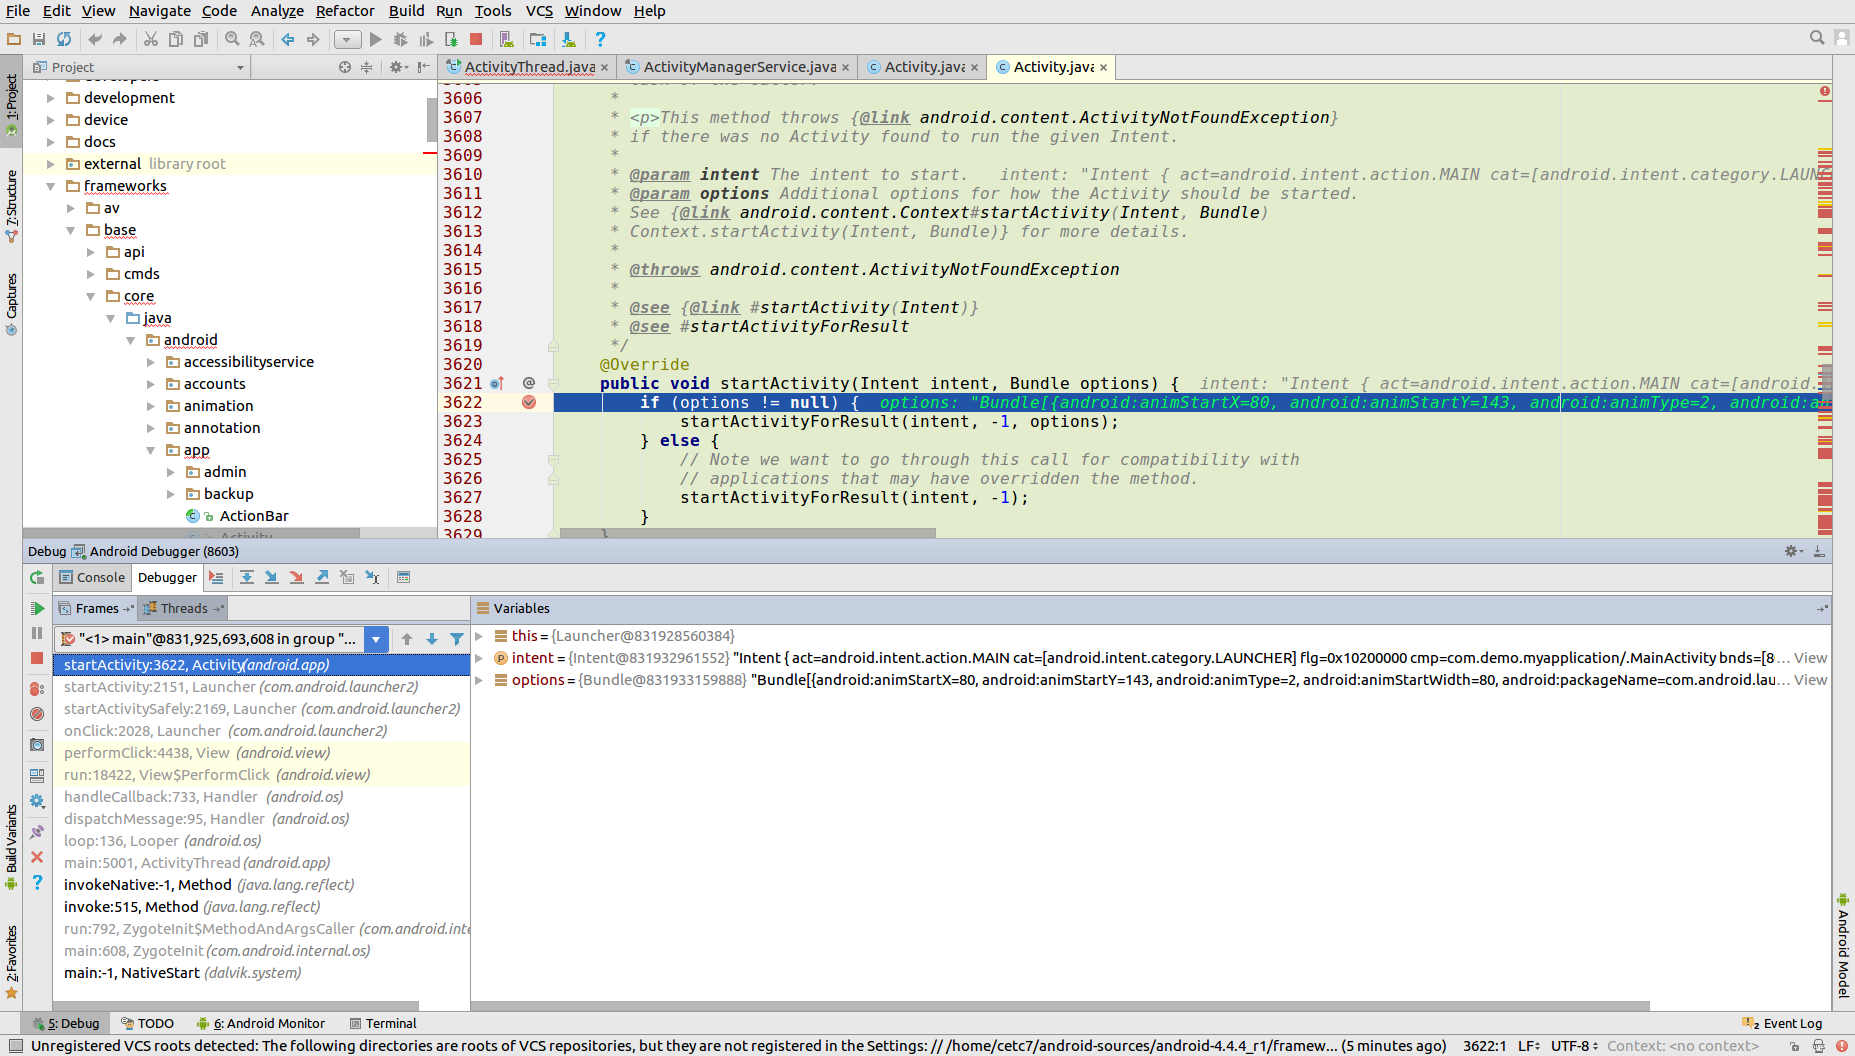 File Edit View Navigate Code Analyze Refactor Build Run Tools VCS Window Help
Project
ActivityThread.java ActivityManagerService.java Activity.java Activity.java
1: Project
7: Structure
Captures
Build Variants
2: Favorites
development
device
docs
external library root
frameworks
av
base
api
cmds
core
java
android
accessibilityservice
accounts
animation
annotation
app
admin
backup
ActionBar
Activity
3606 *
3607 * <p>This method throws {@link android.content.ActivityNotFoundException}
3608 * if there was no Activity found to run the given Intent.
3609 *
3610 * @param intent The intent to start. intent: "Intent { act=android.intent.action.MAIN cat=[android.intent.category.LAUNC
3611 * @param options Additional options for how the Activity should be started.
3612 * See {@link android.content.Context#startActivity(Intent, Bundle)
3613 * Context.startActivity(Intent, Bundle)} for more details.
3614 *
3615 * @throws android.content.ActivityNotFoundException
3616 *
3617 * @see {@link #startActivity(Intent)}
3618 * @see #startActivityForResult
3619 */
3620 @Override
3621 @ public void startActivity(Intent intent, Bundle options) { intent: "Intent { act=android.intent.action.MAIN cat=[android.
3622 if (options != null) { options: "Bundle[{android:animStartX=80, android:animStartY=143, android:animType=2, android:an
3623 startActivityForResult(intent, -1, options);
3624 } else {
3625 // Note we want to go through this call for compatibility with
3626 // applications that may have overridden the method.
3627 startActivityForResult(intent, -1);
3628 }
3629 }
Debug Android Debugger (8603)
Console Debugger
Frames Threads
"<1> main"@831,925,693,608 in group "...
startActivity:3622, Activity (android.app)
startActivity:2151, Launcher (com.android.launcher2)
startActivitySafely:2169, Launcher (com.android.launcher2)
onClick:2028, Launcher (com.android.launcher2)
performClick:4438, View (android.view)
run:18422, View$PerformClick (android.view)
handleCallback:733, Handler (android.os)
dispatchMessage:95, Handler (android.os)
loop:136, Looper (android.os)
main:5001, ActivityThread (android.app)
invokeNative:-1, Method (java.lang.reflect)
invoke:515, Method (java.lang.reflect)
run:792, ZygoteInit$MethodAndArgsCaller (com.android.inte
main:608, ZygoteInit (com.android.internal.os)
main:-1, NativeStart (dalvik.system)
Variables
this = {Launcher@831928560384}
intent = {Intent@831932961552} "Intent { act=android.intent.action.MAIN cat=[android.intent.category.LAUNCHER] flg=0x10200000 cmp=com.demo.myapplication/.MainActivity bnds=[8... View
options = {Bundle@831933159888} "Bundle[{android:animStartX=80, android:animStartY=143, android:animType=2, android:animStartWidth=80, android:packageName=com.android.lau... View
Android Model
5: Debug TODO 6: Android Monitor Terminal
2 Event Log
Unregistered VCS roots detected: The following directories are roots of VCS repositories, but they are not registered in the Settings: // /home/cetc7/android-sources/android-4.4.4_r1/framew... (5 minutes ago) 3622:1 LF UTF-8 Context: <no context>